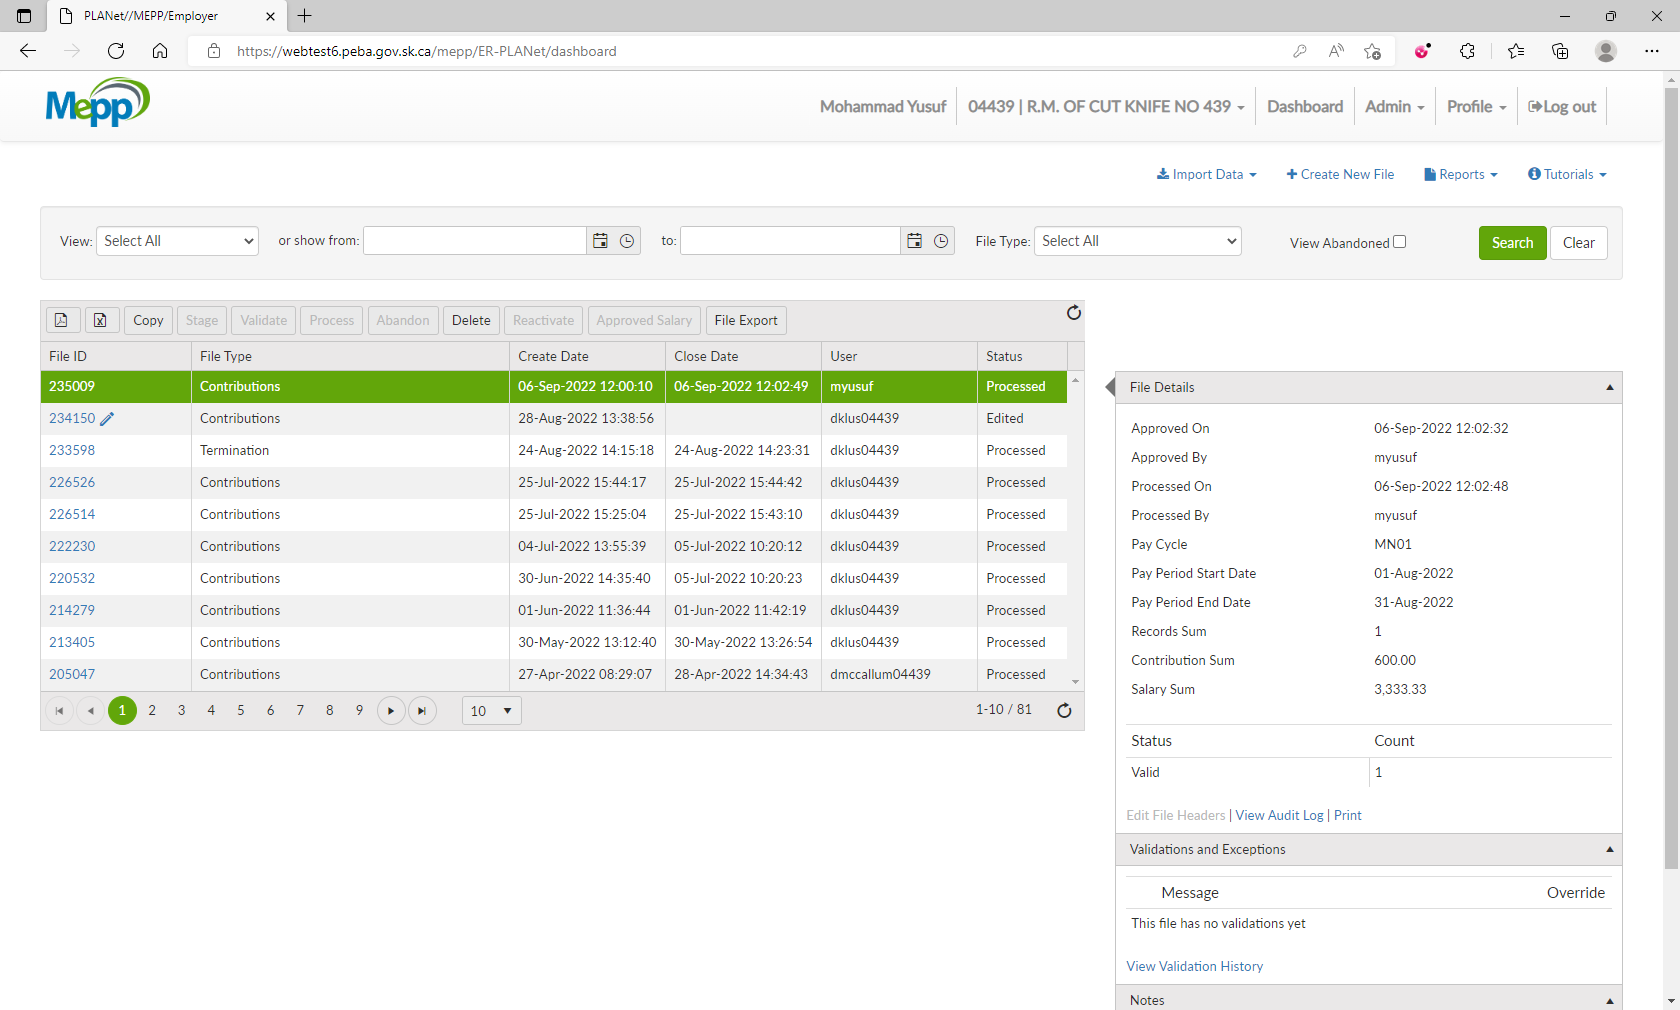 PLANet//MEPP/Employer
https://webtest6.peba.gov.sk.ca/mepp/ER-PLANet/dashboard
Mepp
Mohammad Yusuf
04439 | R.M. OF CUT KNIFE NO 439
Dashboard
Admin
Profile
Log out
Import Data
Create New File
Reports
Tutorials
View: Select All
or show from:
to:
File Type: Select All
View Abandoned
Search
Clear
Copy Stage Validate Process Abandon Delete Reactivate Approved Salary File Export
File ID File Type Create Date Close Date User Status
235009 Contributions 06-Sep-2022 12:00:10 06-Sep-2022 12:02:49 myusuf Processed
234150 Contributions 28-Aug-2022 13:38:56 dklus04439 Edited
233598 Termination 24-Aug-2022 14:15:18 24-Aug-2022 14:23:31 dklus04439 Processed
226526 Contributions 25-Jul-2022 15:44:17 25-Jul-2022 15:44:42 dklus04439 Processed
226514 Contributions 25-Jul-2022 15:25:04 25-Jul-2022 15:43:10 dklus04439 Processed
222230 Contributions 04-Jul-2022 13:55:39 05-Jul-2022 10:20:12 dklus04439 Processed
220532 Contributions 30-Jun-2022 14:35:40 05-Jul-2022 10:20:23 dklus04439 Processed
214279 Contributions 01-Jun-2022 11:36:44 01-Jun-2022 11:42:19 dklus04439 Processed
213405 Contributions 30-May-2022 13:12:40 30-May-2022 13:26:54 dklus04439 Processed
205047 Contributions 27-Apr-2022 08:29:07 28-Apr-2022 14:34:43 dmccallum04439 Processed
1 2 3 4 5 6 7 8 9 10 1-10 / 81
File Details
Approved On 06-Sep-2022 12:02:32
Approved By myusuf
Processed On 06-Sep-2022 12:02:48
Processed By myusuf
Pay Cycle MN01
Pay Period Start Date 01-Aug-2022
Pay Period End Date 31-Aug-2022
Records Sum 1
Contribution Sum 600.00
Salary Sum 3,333.33
Status Count
Valid 1
Edit File Headers | View Audit Log | Print
Validations and Exceptions
Message Override
This file has no validations yet
View Validation History
Notes